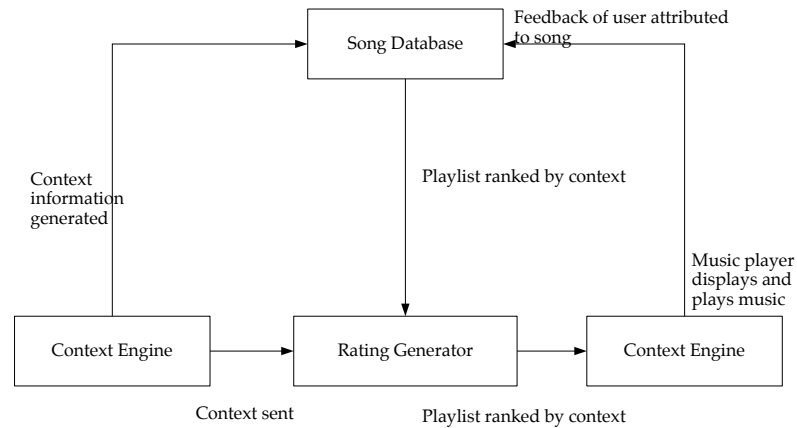 Feedback of user attributed
to song
Song Database
Context
information
generated
Playlist ranked by context
Music player
displays and
plays music
Context Engine
Rating Generator
Context Engine
Context sent
Playlist ranked by context